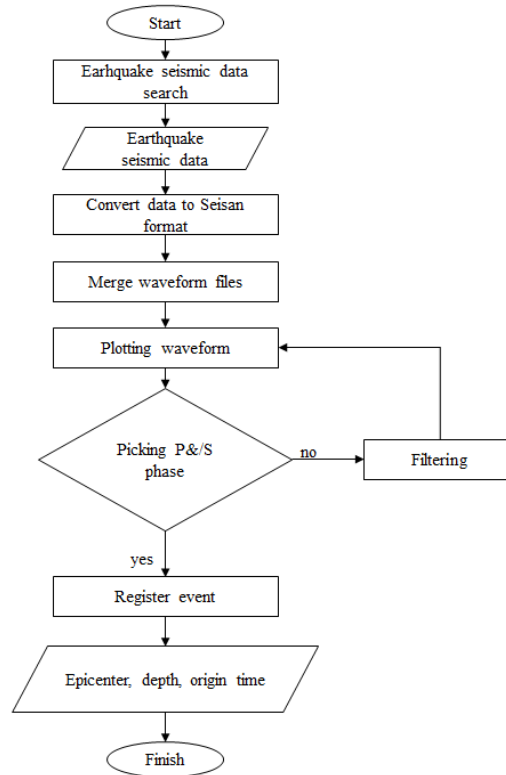 Start
Earhquake seismic data
search
Earthquake
seismic data
Convert data to Seisan
format
Merge waveform files
Plotting waveform
Picking P&/S
phase
no
Filtering
yes
Register event
Epicenter, depth, origin time
Finish